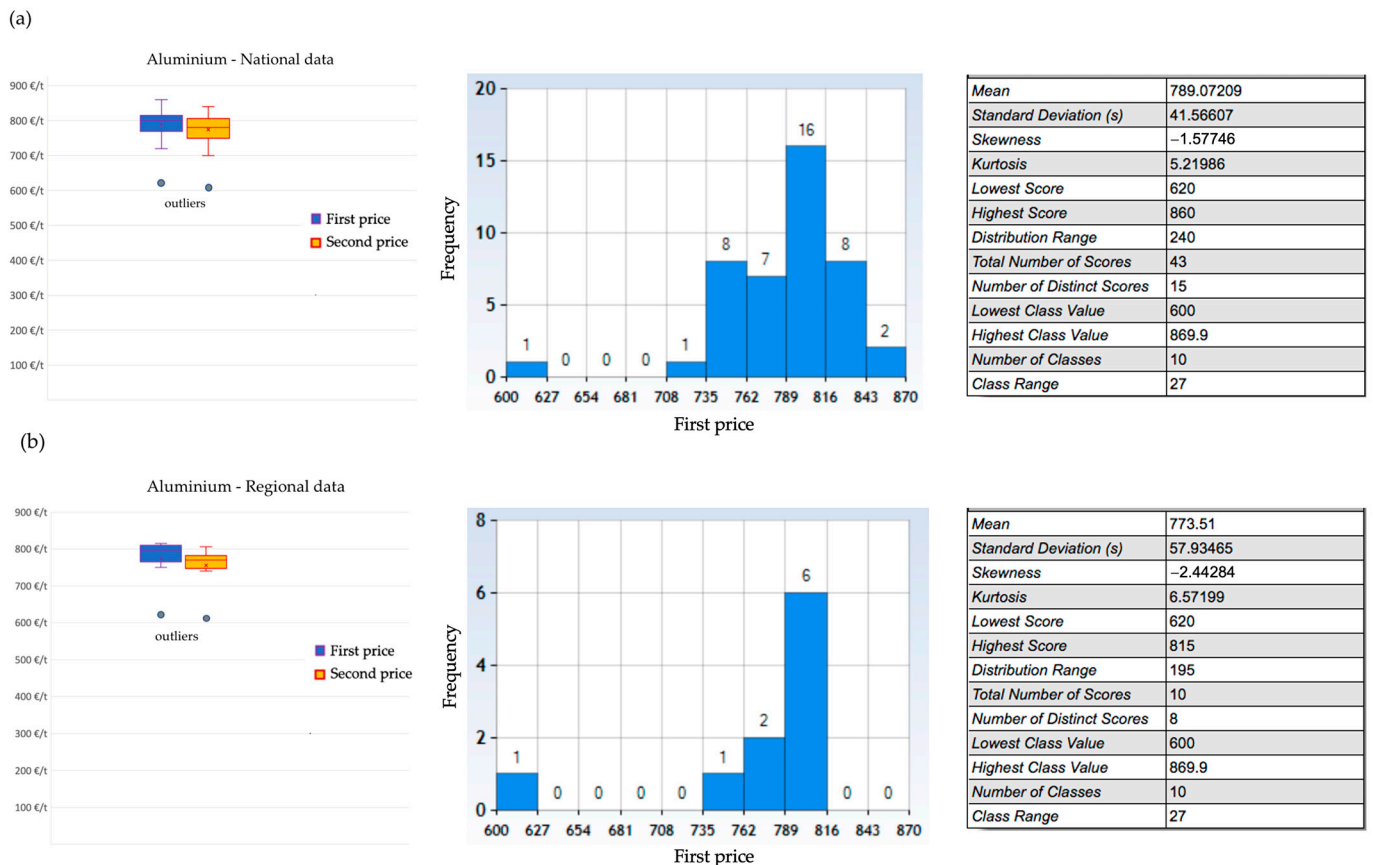 (a)
Aluminium - National data
900 €/t
800 €/t
700 €/t
600 €/t
500 €/t
400 €/t
300 €/t
200 €/t
100 €/t
outliers
First price
Second price
Frequency
20
15
10
5
0
1
0
0
0
1
8
7
16
8
2
600 627 654 681 708 735 762 789 816 843 870
First price
Mean 789.07209
Standard Deviation (s) 41.56607
Skewness −1.57746
Kurtosis 5.21986
Lowest Score 620
Highest Score 860
Distribution Range 240
Total Number of Scores 43
Number of Distinct Scores 15
Lowest Class Value 600
Highest Class Value 869.9
Number of Classes 10
Class Range 27
(b)
Aluminium - Regional data
900 €/t
800 €/t
700 €/t
600 €/t
500 €/t
400 €/t
300 €/t
200 €/t
100 €/t
outliers
First price
Second price
Frequency
8
6
4
2
0
1
0
0
0
0
1
2
6
0
0
600 627 654 681 708 735 762 789 816 843 870
First price
Mean 773.51
Standard Deviation (s) 57.93465
Skewness −2.44284
Kurtosis 6.57199
Lowest Score 620
Highest Score 815
Distribution Range 195
Total Number of Scores 10
Number of Distinct Scores 8
Lowest Class Value 600
Highest Class Value 869.9
Number of Classes 10
Class Range 27